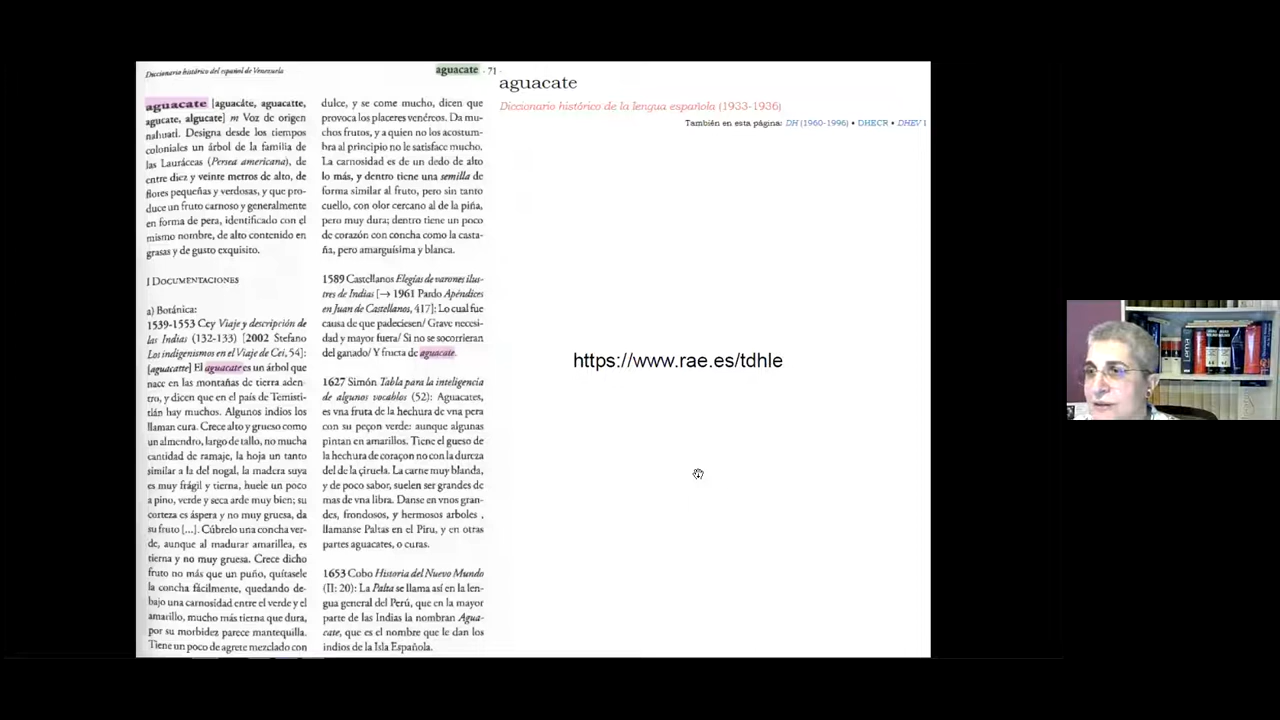 Diccionario histórico del español de Venezuela
aguacate · 71 ·
aguacate [aguacáte, aguacatte,
agucate, algucate] m Voz de origen
nahuatl. Designa desde los tiempos
coloniales un árbol de la familia de
las Lauráceas (Persea americana), de
entre diez y veinte metros de alto, de
flores pequeñas y verdosas, y que pro-
duce un fruto carnoso y generalmente
en forma de pera, identificado con el
mismo nombre, de alto contenido en
grasas y de gusto exquisito.
I DOCUMENTACIONES
a) Botánica:
1539-1553 Cey Viaje y descripción de
las Indias (132-133) [2002 Stefano
Los indigenismos en el Viaje de Cei, 54]:
[aguacatte] El aguacate es un árbol que
nace en las montañas de tierra aden-
tro, y dicen que en el país de Temisti-
tlán hay muchos. Algunos indios los
llaman cura. Crece alto y grueso como
un almendro, largo de tallo, no mucha
cantidad de ramaje, la hoja un tanto
similar a la del nogal, la madera suya
es muy frágil y tierna, huele un poco
a pino, verde y seca arde muy bien; su
corteza es áspera y no muy gruesa, da
su fruto [...]. Cúbrelo una concha ver-
de, aunque al madurar amarillea, es
tierna y no muy gruesa. Crece dicho
fruto no más que un puño, quítasele
la concha fácilmente, quedando de-
bajo una carnosidad entre el verde y el
amarillo, mucho más tierna que dura,
por su morbidez parece mantequilla.
Tiene un poco de agrete mezclado con
dulce, y se come mucho, dicen que
provoca los placeres venéreos. Da mu-
chos frutos, y a quien no los acostum-
bra al principio no le satisface mucho.
La carnosidad es de un dedo de alto
lo más, y dentro tiene una semilla de
forma similar al fruto, pero sin tanto
cuello, con olor cercano al de la piña,
pero muy dura; dentro tiene un poco
de corazón con concha como la casta-
ña, pero amarguísima y blanca.
1589 Castellanos Elegías de varones ilus-
tres de Indias [→ 1961 Pardo Apéndices
en Juan de Castellanos, 417]: Lo cual fue
causa de que padeciesen/ Grave necesi-
dad y mayor fuera/ Si no se socorrieran
del ganado/ Y fructa de aguacate.
1627 Simón Tabla para la inteligencia
de algunos vocablos (52): Aguacates,
es vna fruta de la hechura de vna pera
con su peçon verde: aunque algunas
pintan en amarillos. Tiene el gueso de
la hechura de coraçon no con la dureza
del de la çiruela. La carne muy blanda,
y de poco sabor, suelen ser grandes de
mas de vna libra. Danse en vnos gran-
des, frondosos, y hermosos arboles ,
llamanse Paltas en el Piru, y en otras
partes aguacates, o curas.
1653 Cobo Historia del Nuevo Mundo
(II: 20): La Palta se llama así en la len-
gua general del Perú, que en la mayor
parte de las Indias la nombran Agua-
cate, que es el nombre que le dan los
indios de la Isla Española.
aguacate
Diccionario histórico de la lengua española (1933-1936)
También en esta página: DH (1960-1996) • DHECR • DHEV I
https://www.rae.es/tdhle
Lema